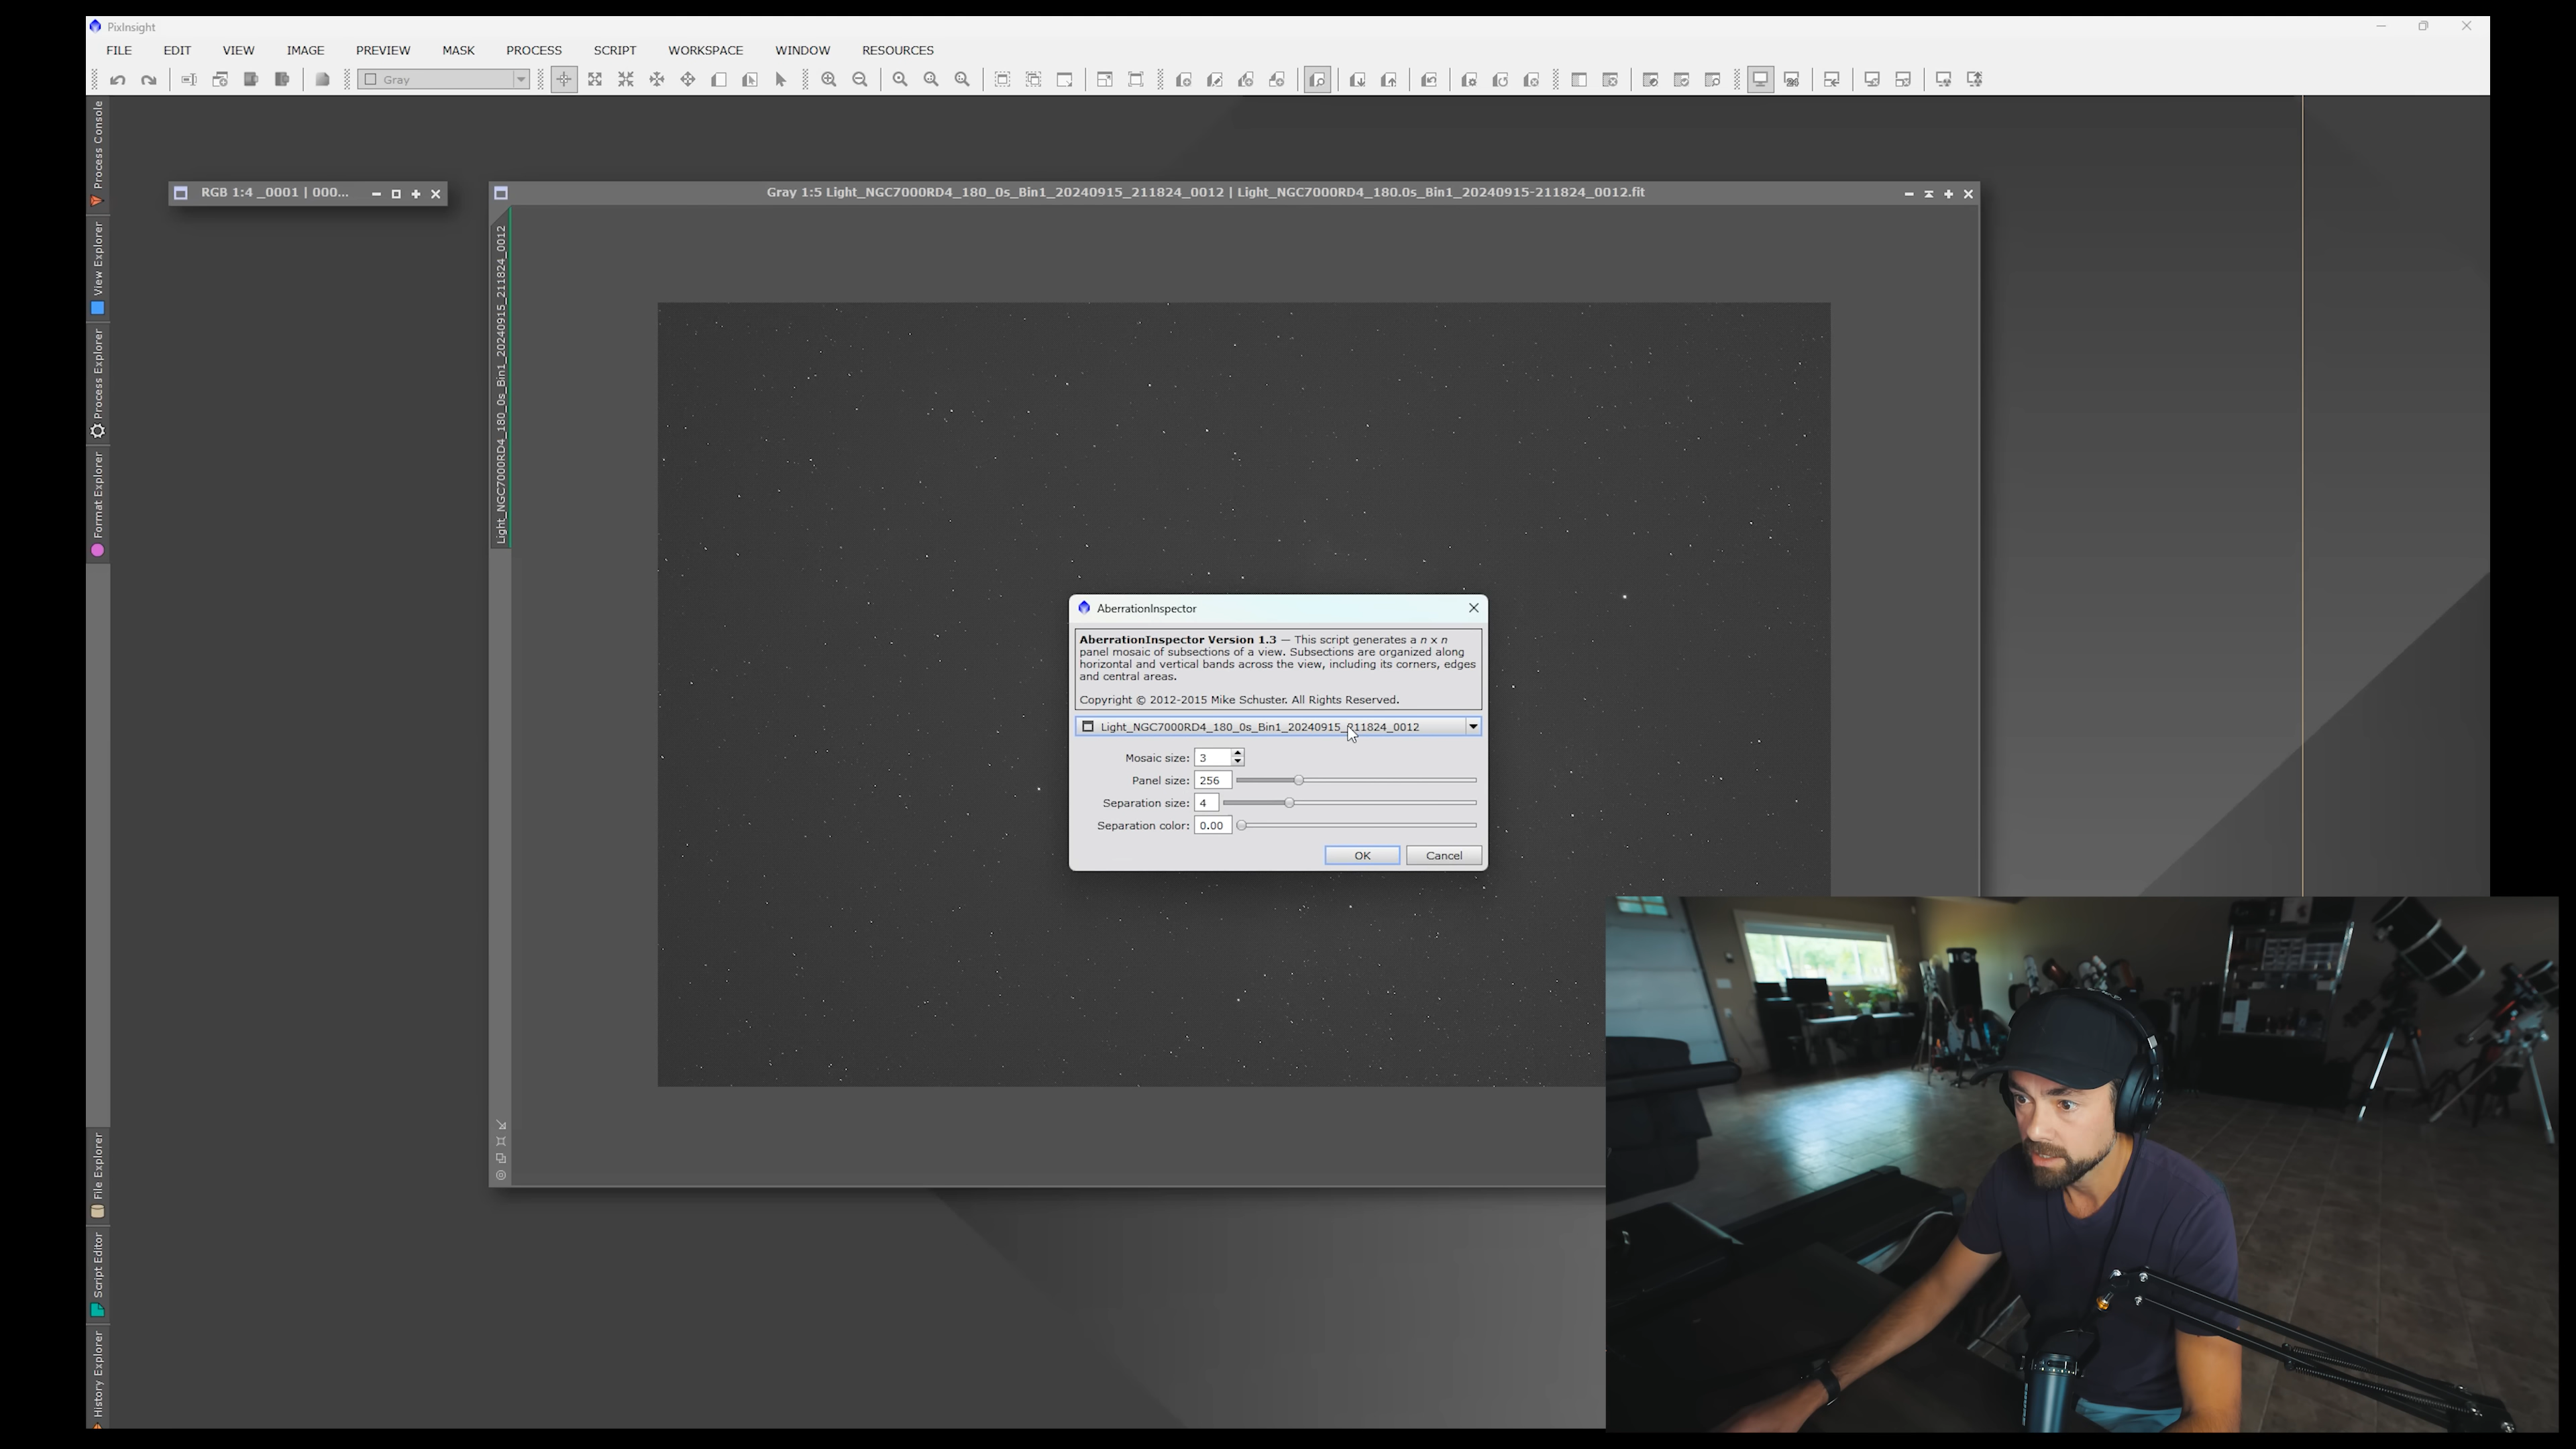 PixInsight
FILE EDIT VIEW IMAGE PREVIEW MASK PROCESS SCRIPT WORKSPACE WINDOW RESOURCES
Gray
Process Console
View Explorer
Process Explorer
Format Explorer
File Explorer
Script Editor
History Explorer
RGB 1:4 _0001 | 000...
Gray 1:5 Light_NGC7000RD4_180_0s_Bin1_20240915_211824_0012 | Light_NGC7000RD4_180.0s_Bin1_20240915-211824_0012.fit
Light_NGC7000RD4_180_0s_Bin1_20240915_211824_0012
AberrationInspector
AberrationInspector Version 1.3 — This script generates a n x n
panel mosaic of subsections of a view. Subsections are organized along
horizontal and vertical bands across the view, including its corners, edges
and central areas.
Copyright © 2012-2015 Mike Schuster. All Rights Reserved.
Light_NGC7000RD4_180_0s_Bin1_20240915_211824_0012
Mosaic size: 3
Panel size: 256
Separation size: 4
Separation color: 0.00
OK Cancel